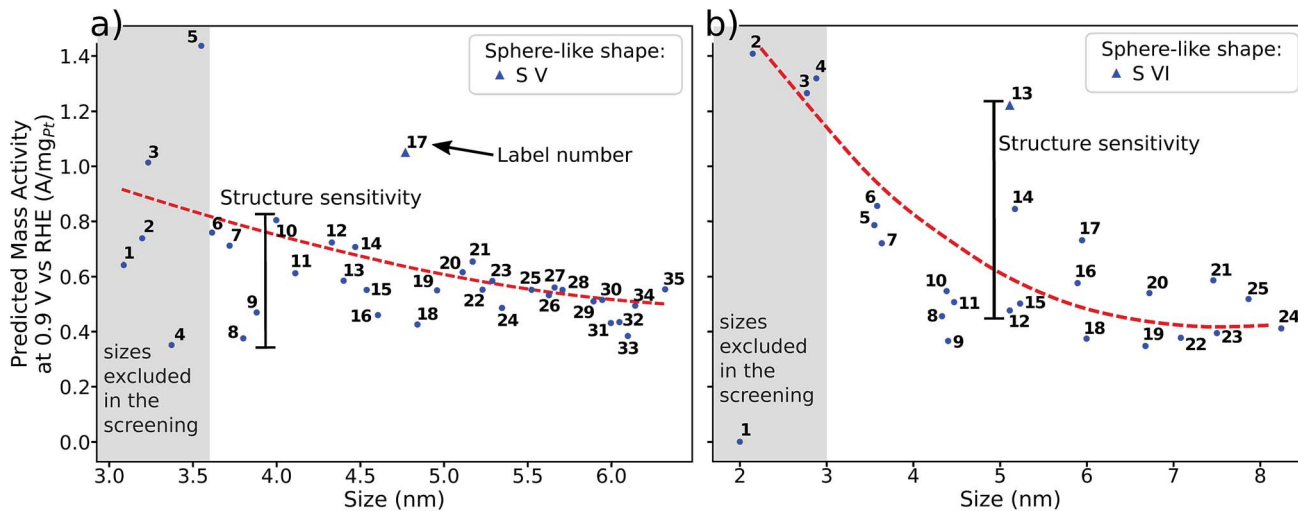 a)
Predicted Mass Activity
at 0.9 V vs RHE (A/mgPt)
1.4
1.2
1.0
0.8
0.6
0.4
0.2
0.0
Sphere-like shape:
S V
5
3
17
Label number
Structure sensitivity
1
2
6
7
10
12
14
11
13
15
9
8
16
4
19
18
20
21
22
23
24
25
26
27
28
29
30
31
32
33
34
35
sizes
excluded
in the
screening
3.0 3.5 4.0 4.5 5.0 5.5 6.0
Size (nm)
b)
Sphere-like shape:
S VI
2
3
4
13
Structure sensitivity
14
5
6
7
17
10
11
8
9
15
12
16
18
20
19
21
22
23
25
24
sizes
excluded
in the
screening
1
2 3 4 5 6 7 8
Size (nm)